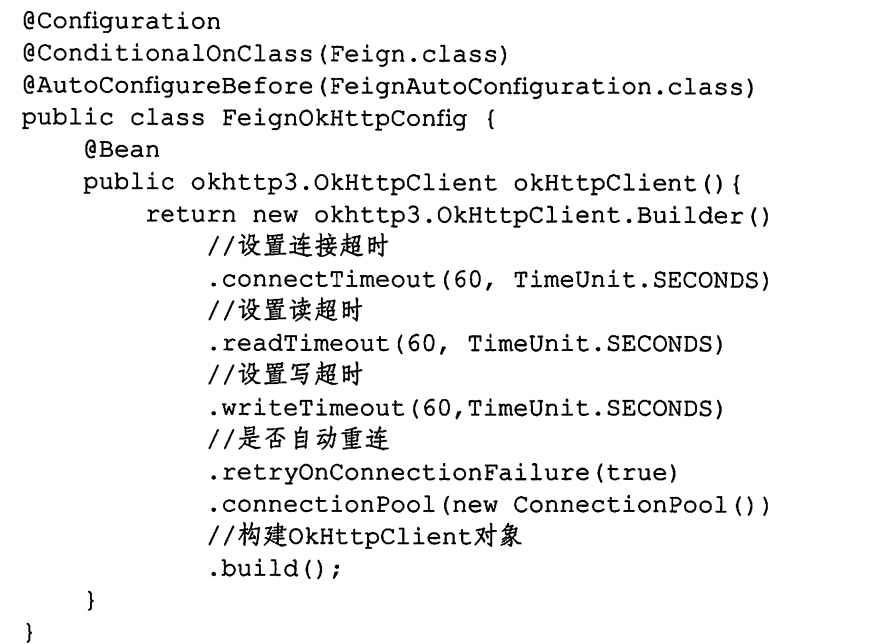 @Configuration
@ConditionalOnClass(Feign.class)
@AutoConfigureBefore(FeignAutoConfiguration.class)
public class FeignOkHttpConfig {
    @Bean
    public okhttp3.OkHttpClient okHttpClient(){
        return new okhttp3.OkHttpClient.Builder()
            //设置连接超时
            .connectTimeout(60, TimeUnit.SECONDS)
            //设置读超时
            .readTimeout(60, TimeUnit.SECONDS)
            //设置写超时
            .writeTimeout(60,TimeUnit.SECONDS)
            //是否自动重连
            .retryOnConnectionFailure(true)
            .connectionPool(new ConnectionPool())
            //构建OkHttpClient对象
            .build();
    }
}